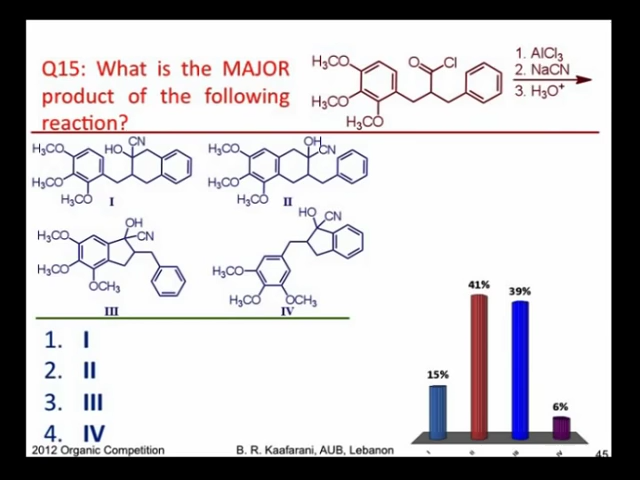 Q15: What is the MAJOR
product of the following
reaction?
H₃CO
H₃CO
H₃CO
O
Cl
1. AlCl₃
2. NaCN
3. H₃O⁺
H₃CO
H₃CO
H₃CO
HO
CN
I
H₃CO
H₃CO
H₃CO
OH
CN
II
H₃CO
H₃CO
OCH₃
OH
CN
III
HO
CN
H₃CO
H₃CO
OCH₃
IV
1. I
2. II
3. III
4. IV
15%
41%
39%
6%
I
II
III
IV
2012 Organic Competition
B. R. Kaafarani, AUB, Lebanon
45